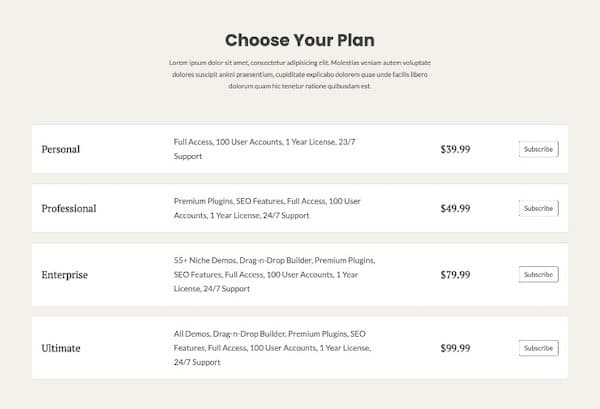 Choose Your Plan
Lorem ipsum dolor sit amet, consectetur adipisicing elit. Molestias veniam autem voluptate
dolores suscipit animi praesentium, cupiditate explicabo dolorem quae unde facilis libero
dolorum quam hic tenetur ratione quibusdam est.
Personal
Full Access, 100 User Accounts, 1 Year License, 23/7
Support
$39.99
Subscribe
Professional
Premium Plugins, SEO Features, Full Access, 100 User
Accounts, 1 Year License, 24/7 Support
$49.99
Subscribe
Enterprise
55+ Niche Demos, Drag-n-Drop Builder, Premium Plugins,
SEO Features, Full Access, 100 User Accounts, 1 Year
License, 24/7 Support
$79.99
Subscribe
Ultimate
All Demos, Drag-n-Drop Builder, Premium Plugins, SEO
Features, Full Access, 100 User Accounts, 1 Year License,
24/7 Support
$99.99
Subscribe